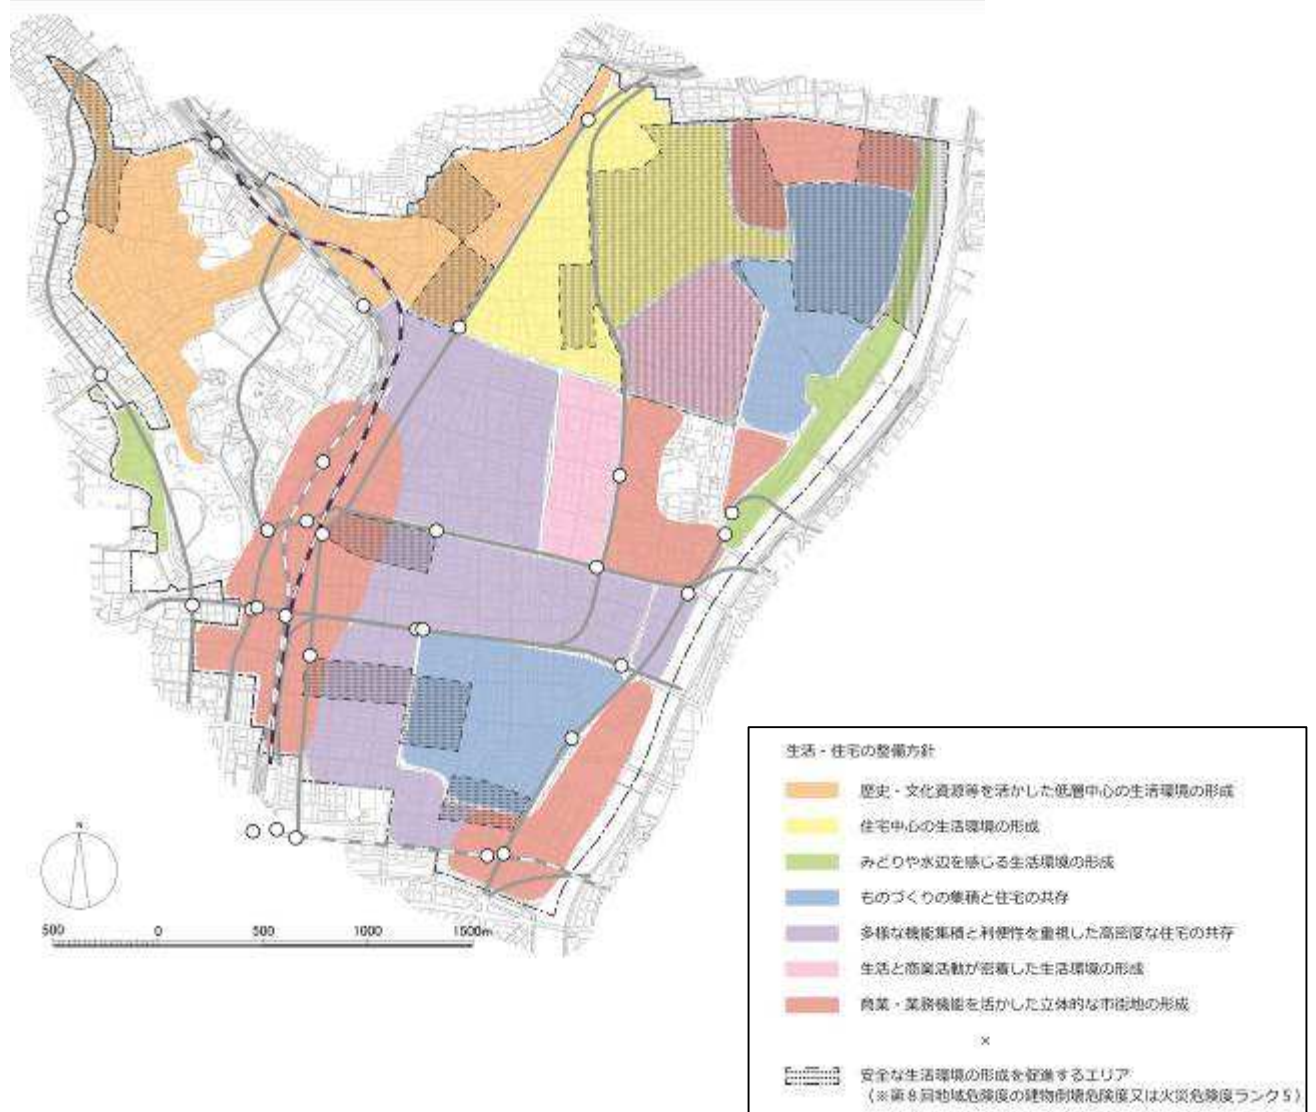 N
500 0 500 1000 1500m
生活・住宅の整備方針
歴史・文化資源等を活かした低層中心の生活環境の形成
住宅中心の生活環境の形成
みどりや水辺を感じる生活環境の形成
ものづくりの集積と住宅の共存
多様な機能集積と利便性を重視した高密度な住宅の共存
生活と商業活動が密着した生活環境の形成
商業・業務機能を活かした立体的な市街地の形成
×
安全な生活環境の形成を促進するエリア
（※第8回地域危険度の建物倒壊危険度又は火災危険度ランク5）